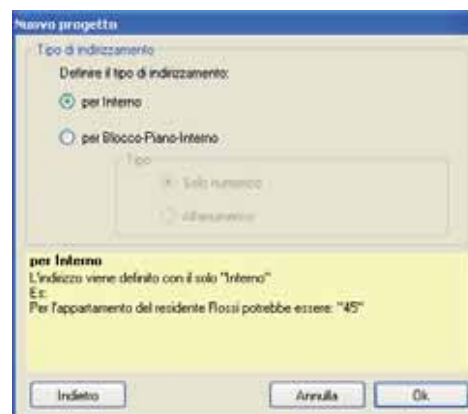 Nuovo progetto
Tipo di indirizzamento
Definire il tipo di indirizzamento:
per Interno
per Blocco-Piano-Interno
Tipo
Solo numerico
Alfanumerico
per Interno
L'indirizzo viene definito con il solo "Interno"
Es:
Per l'appartamento del residente Rossi potrebbe essere: "45"
Indietro
Annulla
Ok